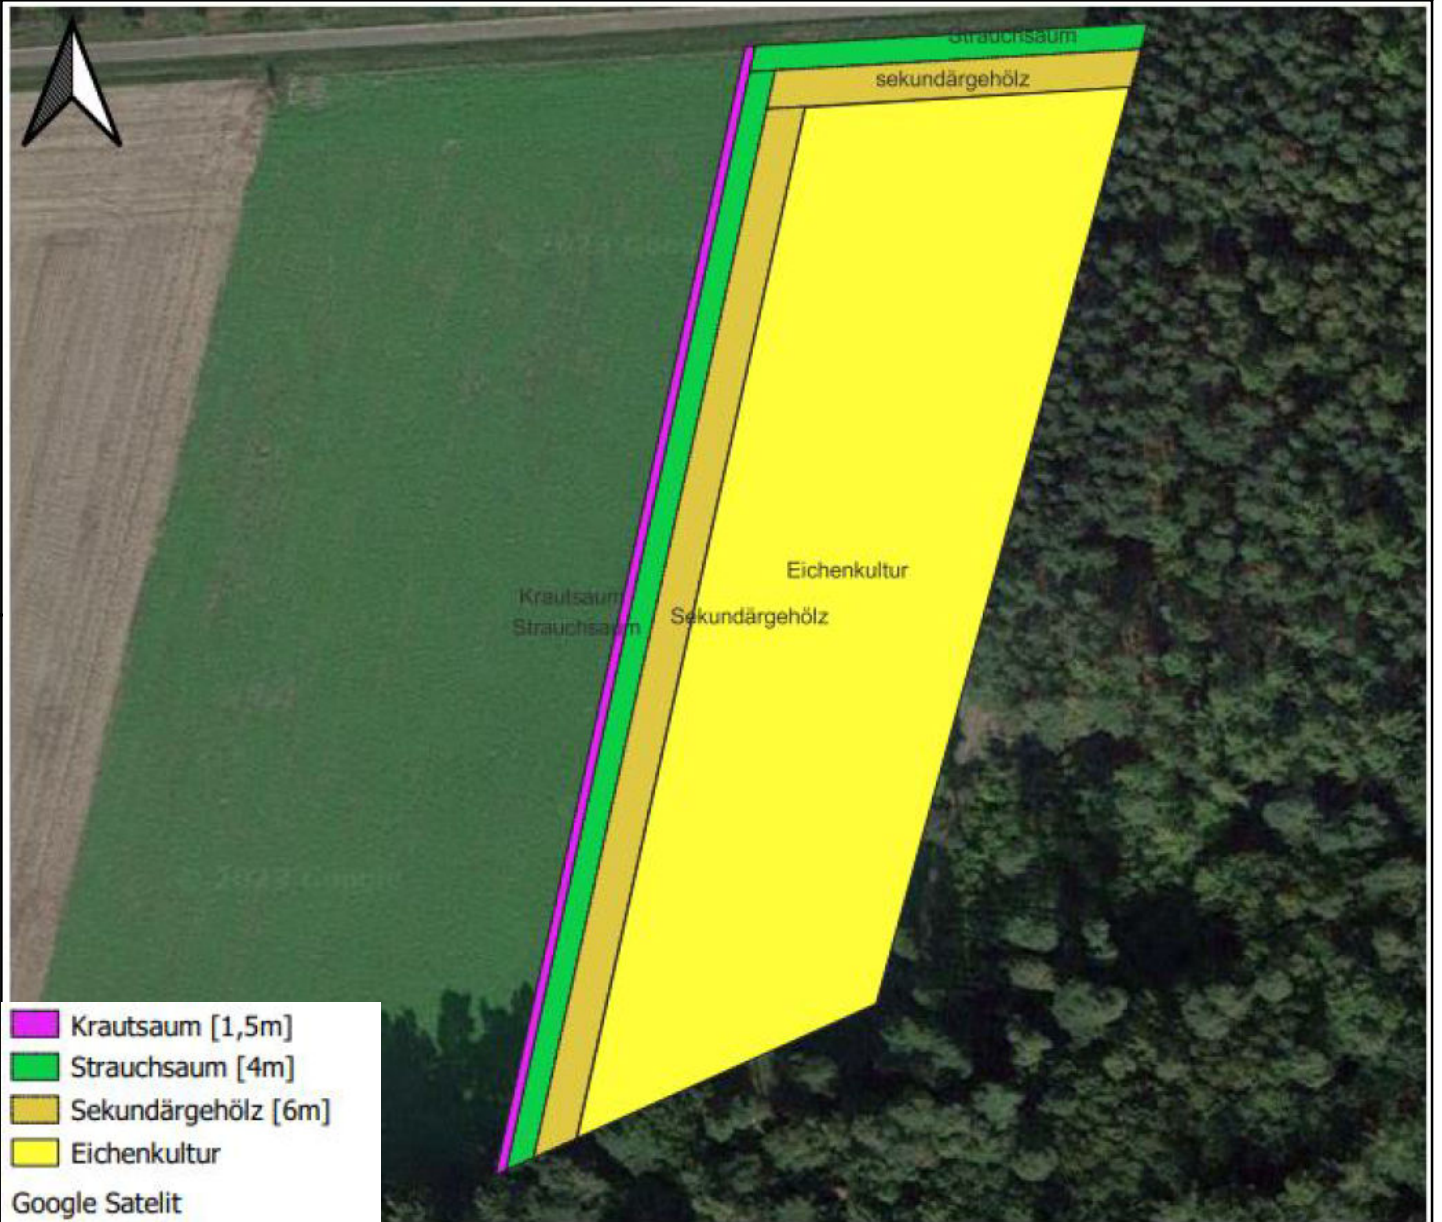 Strauchsaum
sekundärgehölz
Eichenkultur
Krautsaum
Sekundärgehölz
Strauchsaum
Krautsaum [1,5m]
Strauchsaum [4m]
Sekundärgehölz [6m]
Eichenkultur
Google Satelit